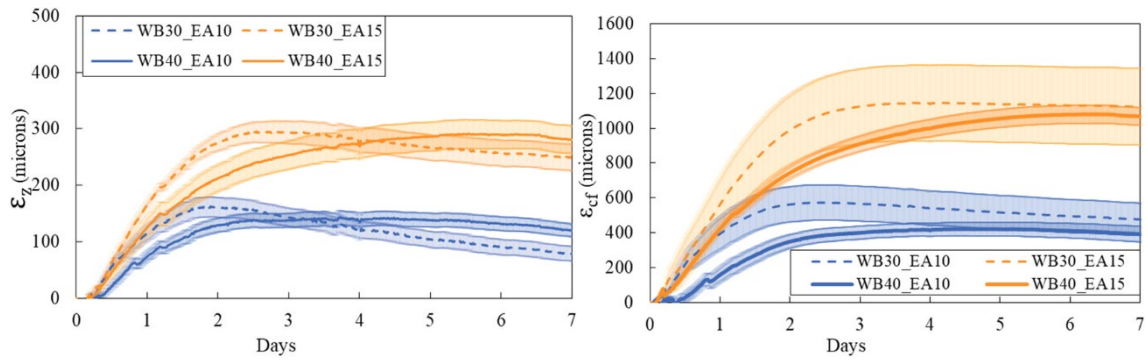 500
400
300
200
100
0
ε_z (microns)
WB30_EA10 WB30_EA15
WB40_EA10 WB40_EA15
0 1 2 3 4 5 6 7
Days
1600
1400
1200
1000
800
600
400
200
0
ε_cf (microns)
WB30_EA10 WB30_EA15
WB40_EA10 WB40_EA15
0 1 2 3 4 5 6 7
Days